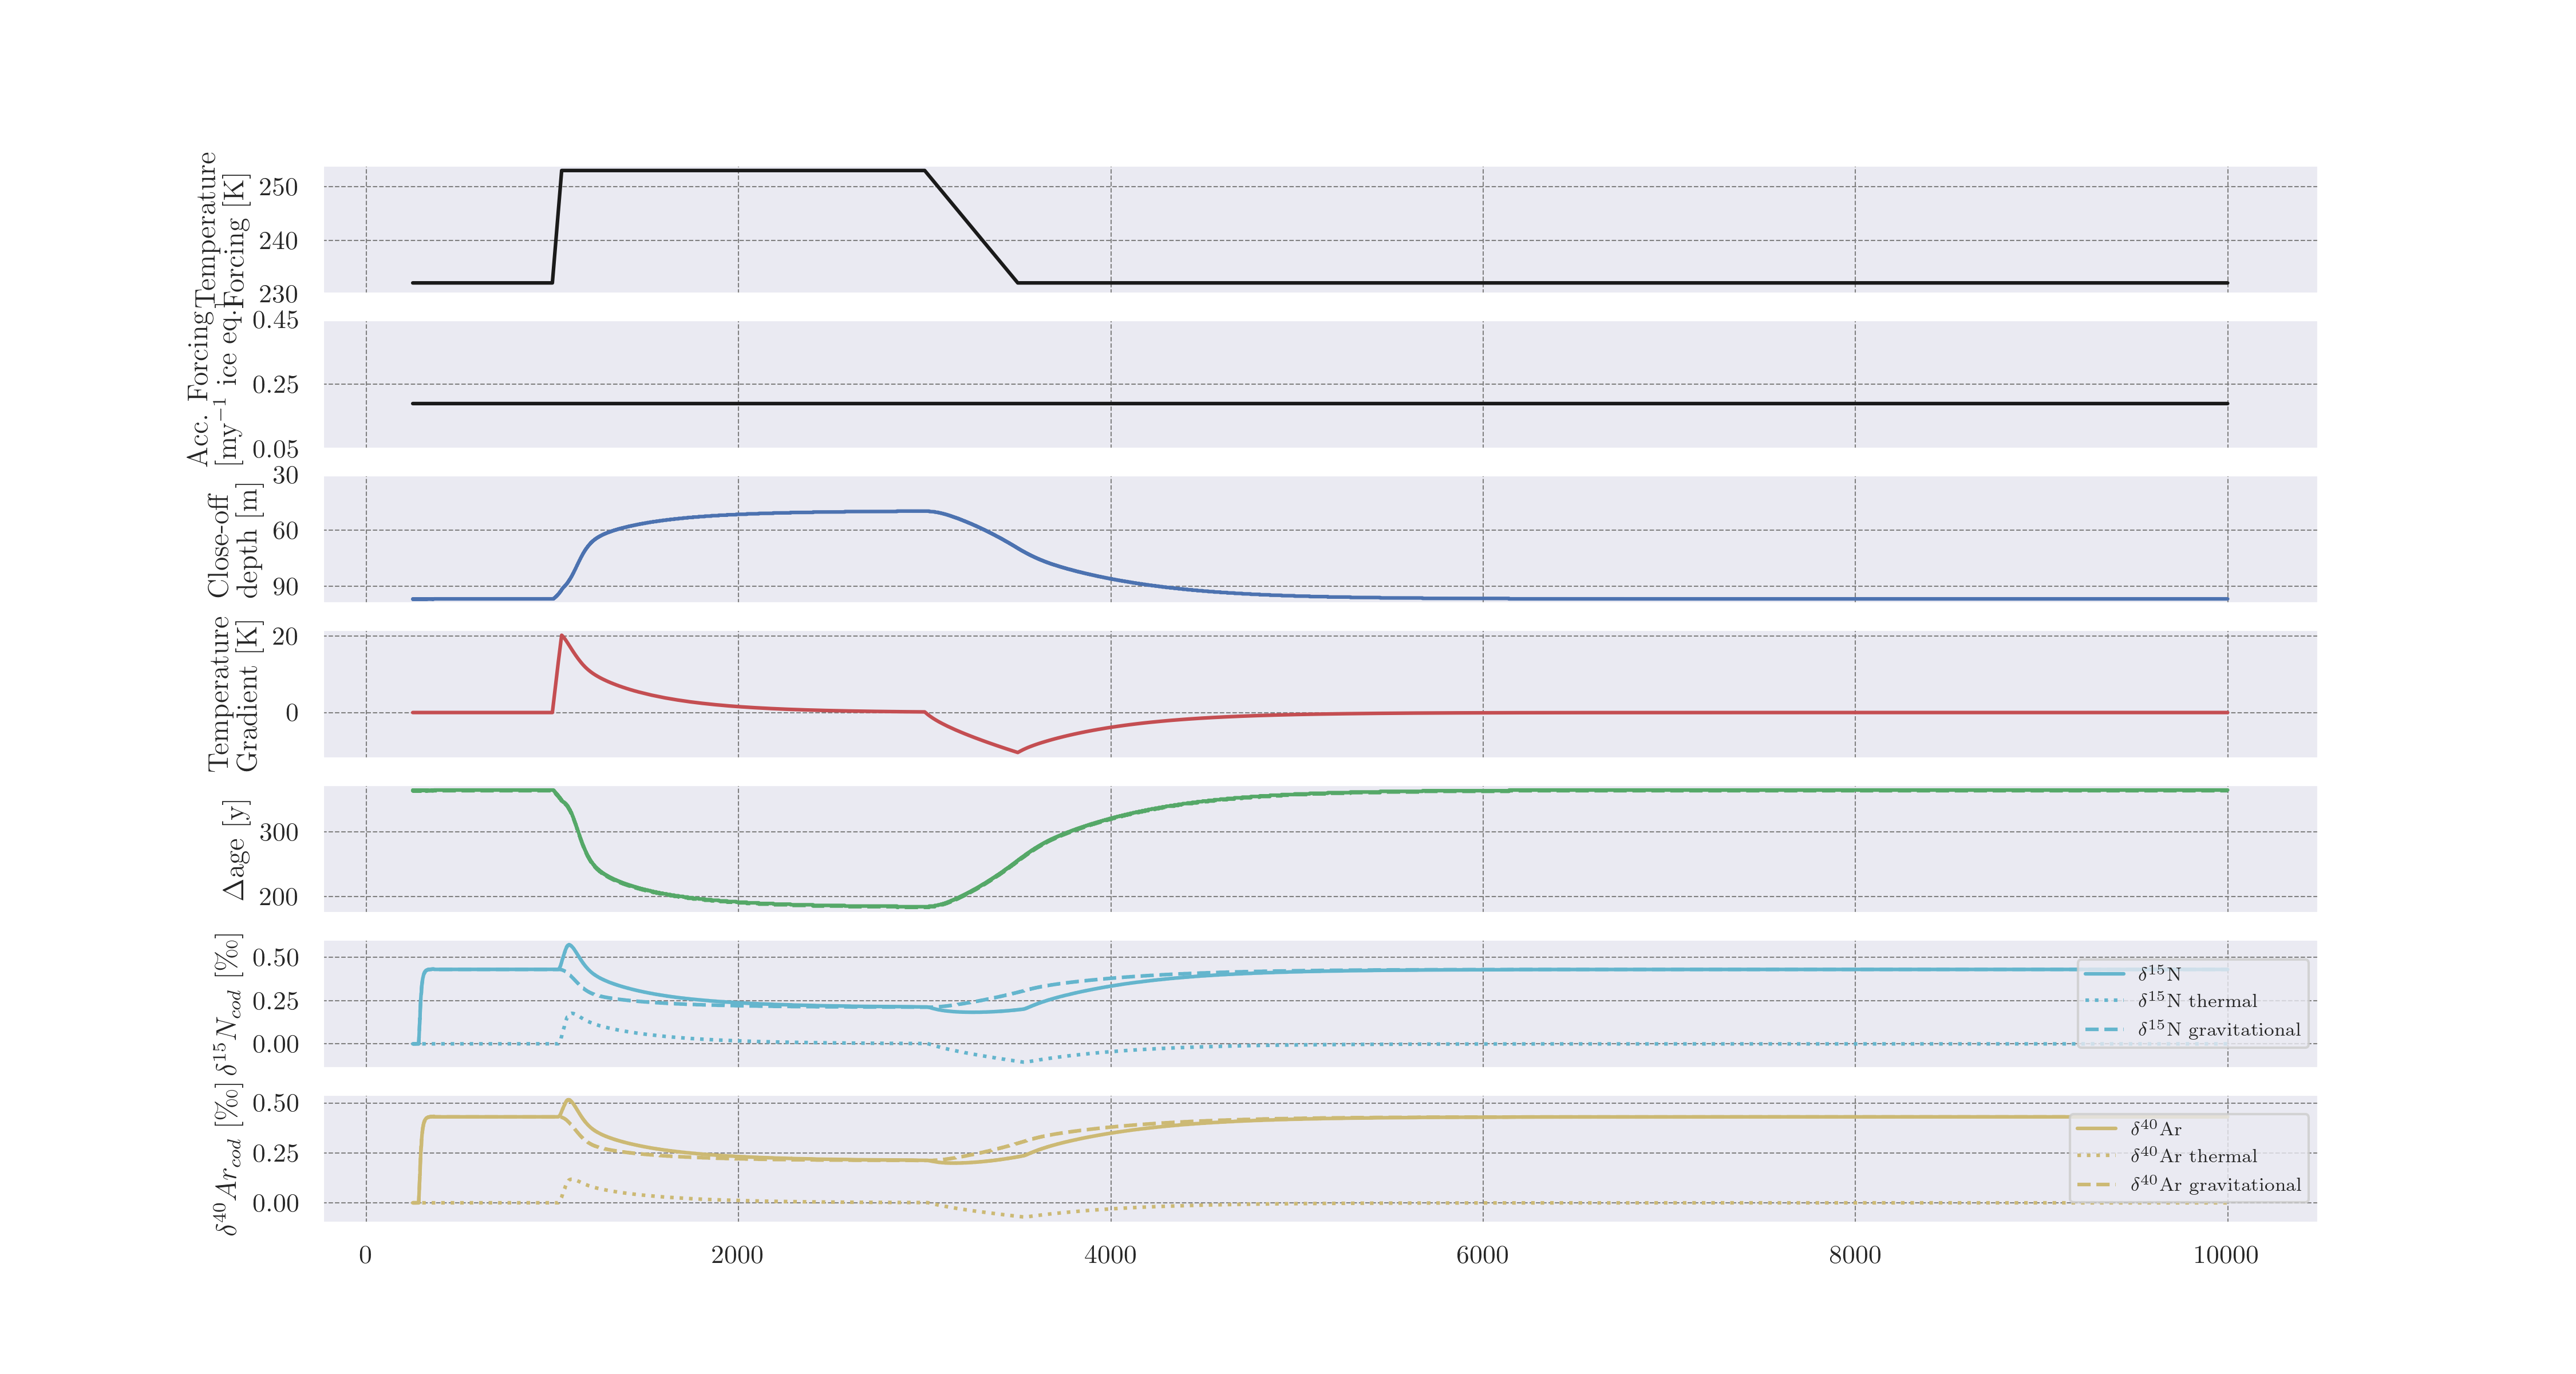 Temperature
Forcing [K]
250
240
230
Acc. Forcing
[my⁻¹ ice eq.]
0.45
0.25
0.05
Close-off
depth [m]
30
60
90
Temperature
Gradient [K]
20
0
Δage [y]
300
200
δ¹⁵N_cod [‰]
0.50
0.25
0.00
δ¹⁵N
δ¹⁵N thermal
δ¹⁵N gravitational
δ⁴⁰Ar_cod [‰]
0.50
0.25
0.00
δ⁴⁰Ar
δ⁴⁰Ar thermal
δ⁴⁰Ar gravitational
0 2000 4000 6000 8000 10000